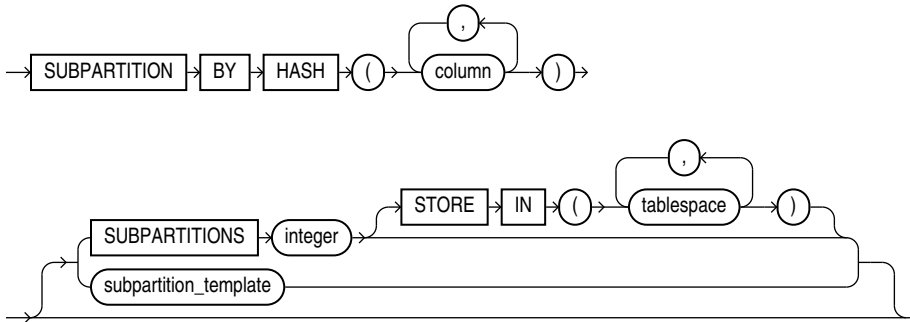 ,
SUBPARTITION BY HASH ( column )
,
STORE IN ( tablespace )
SUBPARTITIONS integer
subpartition_template